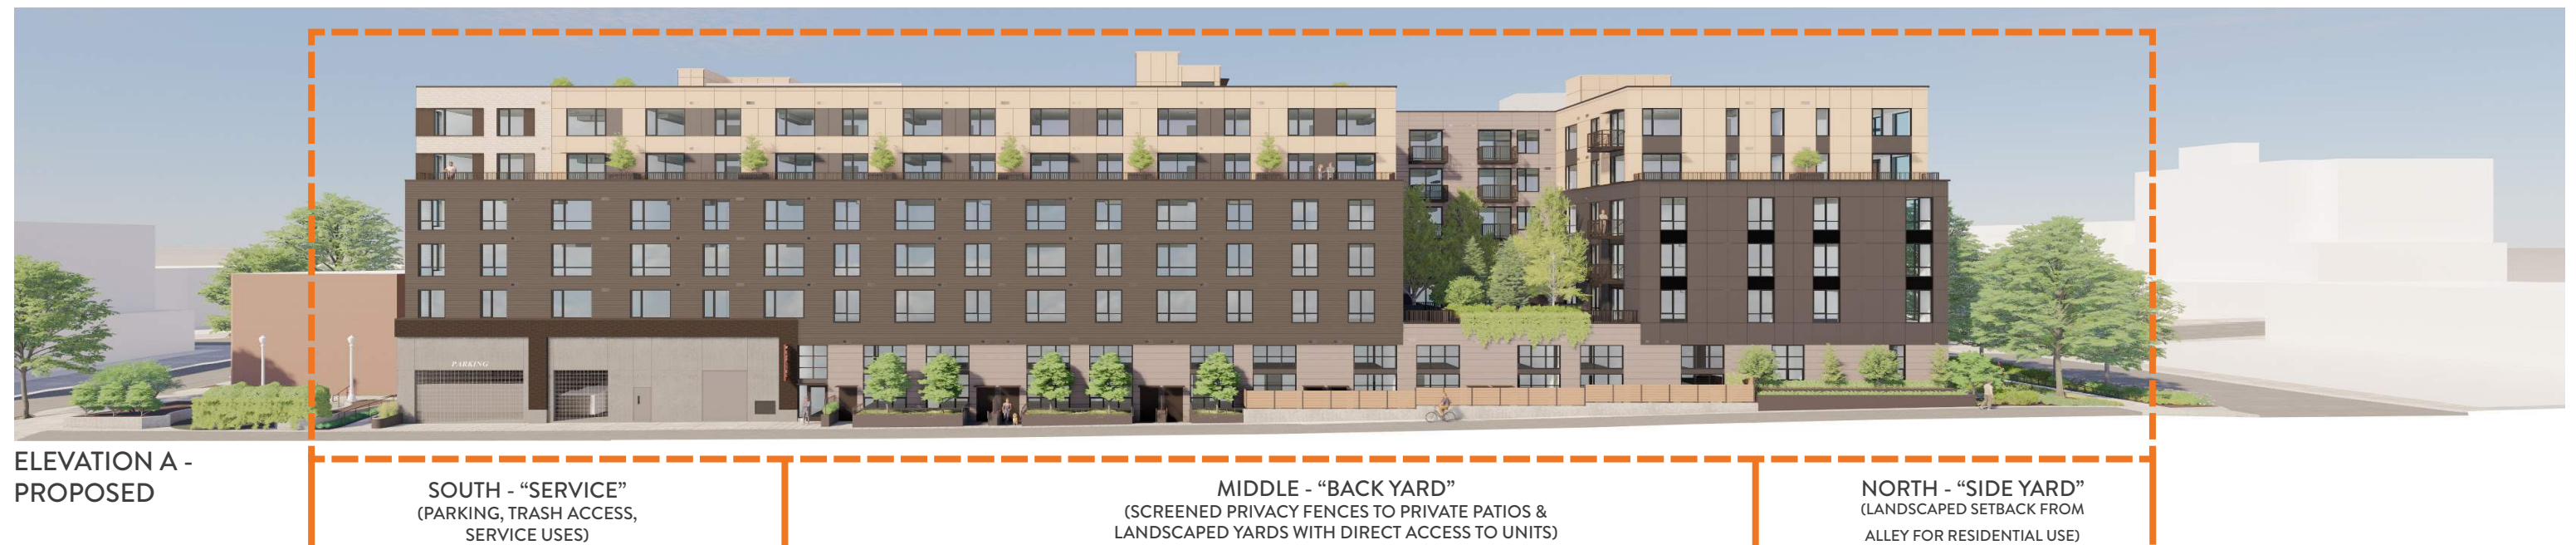 PARKING
ELEVATION A -
PROPOSED
SOUTH - “SERVICE”
(PARKING, TRASH ACCESS,
SERVICE USES)
MIDDLE - “BACK YARD”
(SCREENED PRIVACY FENCES TO PRIVATE PATIOS &
LANDSCAPED YARDS WITH DIRECT ACCESS TO UNITS)
NORTH - “SIDE YARD”
(LANDSCAPED SETBACK FROM
ALLEY FOR RESIDENTIAL USE)